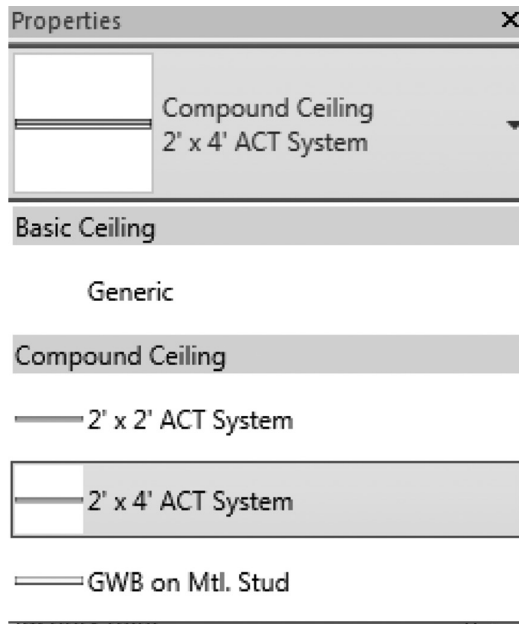 Properties
Compound Ceiling
2' x 4' ACT System
Basic Ceiling
Generic
Compound Ceiling
2' x 2' ACT System
2' x 4' ACT System
GWB on Mtl. Stud